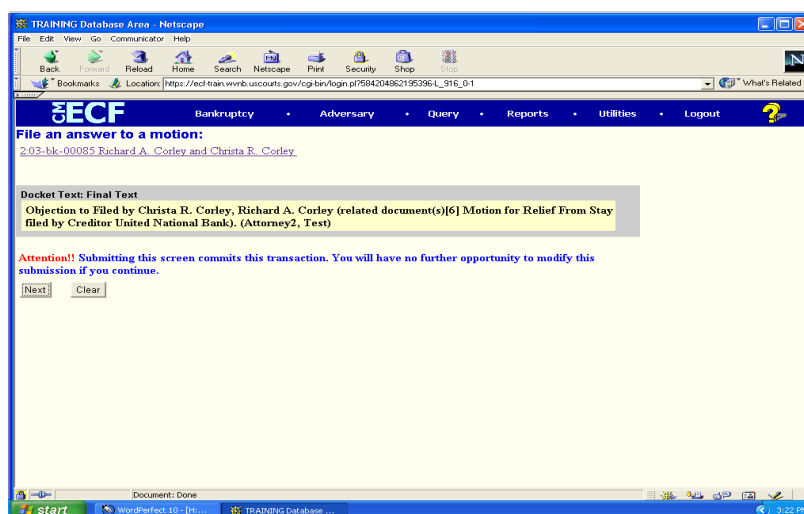 TRAINING Database Area - Netscape
File Edit View Go Communicator Help
Back Forward Reload Home Search Netscape Print Security Shop Stop
Bookmarks Location: https://ecf-train.wvnb.uscourts.gov/cgi-bin/login.pl?584204862195396-L_916_0-1 What's Related
CM ECF Bankruptcy • Adversary • Query • Reports • Utilities • Logout ?
File an answer to a motion:
2:03-bk-00085 Richard A. Corley and Christa R. Corley
Docket Text: Final Text
Objection to Filed by Christa R. Corley, Richard A. Corley (related document(s)[6] Motion for Relief From Stay
filed by Creditor United National Bank). (Attorney2, Test)
Attention!! Submitting this screen commits this transaction. You will have no further opportunity to modify this
submission if you continue.
Next Clear
Document: Done
start WordPerfect 10 - [H:... TRAINING Database ... 3:22 PM